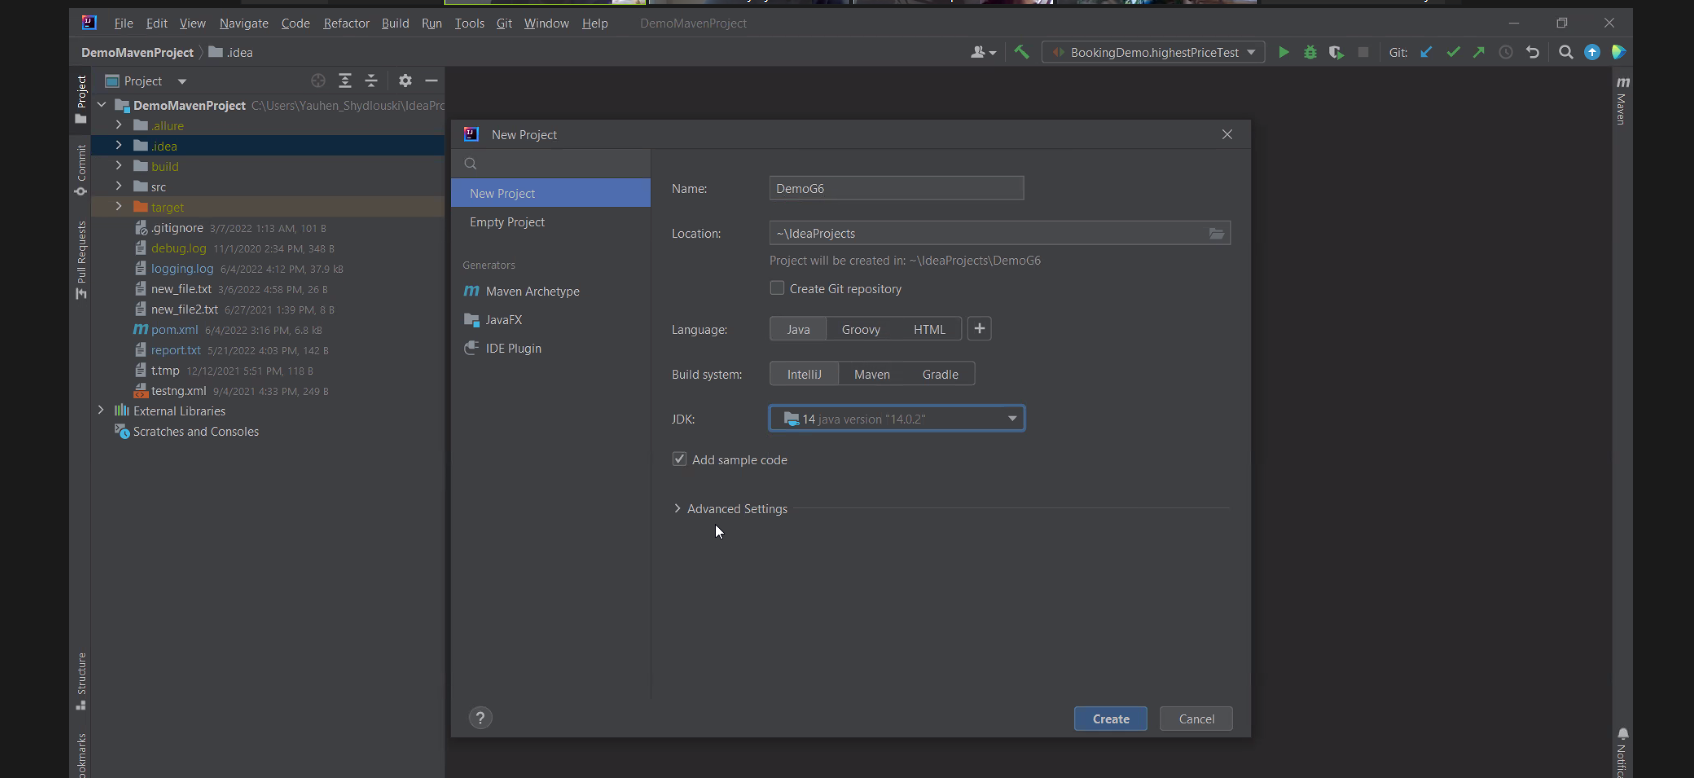 File Edit View Navigate Code Refactor Build Run Tools Git Window Help DemoMavenProject
DemoMavenProject .idea BookingDemo.highestPriceTest Git:
Project
Project
Commit
Pull Requests
Structure
DemoMavenProject C:\Users\Yauhen_Shydlouski\IdeaPro
.allure
.idea
build
src
target
.gitignore 3/7/2022 1:13 AM, 101 B
debug.log 11/1/2020 2:34 PM, 348 B
logging.log 6/4/2022 4:12 PM, 37.9 kB
new_file.txt 3/6/2022 4:58 PM, 26 B
new_file2.txt 6/27/2021 1:39 PM, 8 B
pom.xml 6/4/2022 3:16 PM, 6.8 kB
report.txt 5/21/2022 4:03 PM, 142 B
t.tmp 12/12/2021 5:51 PM, 118 B
testng.xml 9/4/2021 4:33 PM, 249 B
External Libraries
Scratches and Consoles
New Project
New Project
Empty Project
Generators
Maven Archetype
JavaFX
IDE Plugin
Name: DemoG6
Location: ~\IdeaProjects
Project will be created in: ~\IdeaProjects\DemoG6
Create Git repository
Language: Java Groovy HTML +
Build system: IntelliJ Maven Gradle
JDK: 14 java version "14.0.2"
Add sample code
Advanced Settings
? Create Cancel
m
Maven